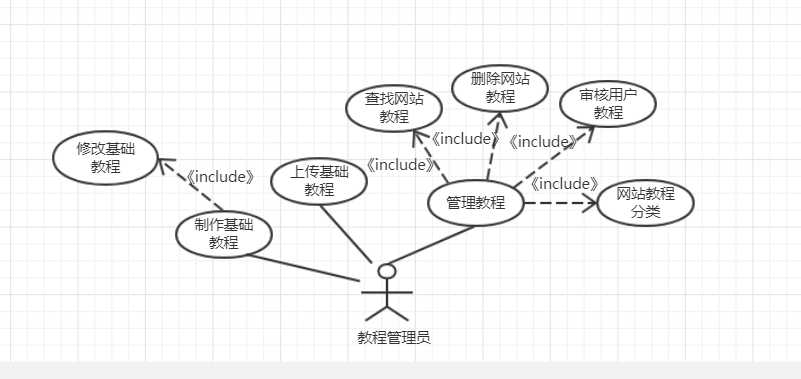 删除网站
教程
查找网站
教程
审核用户
教程
《include》
《include》
修改基础
教程
《include》
上传基础
教程
《include》
《include》
管理教程
网站教程
分类
制作基础
教程
教程管理员